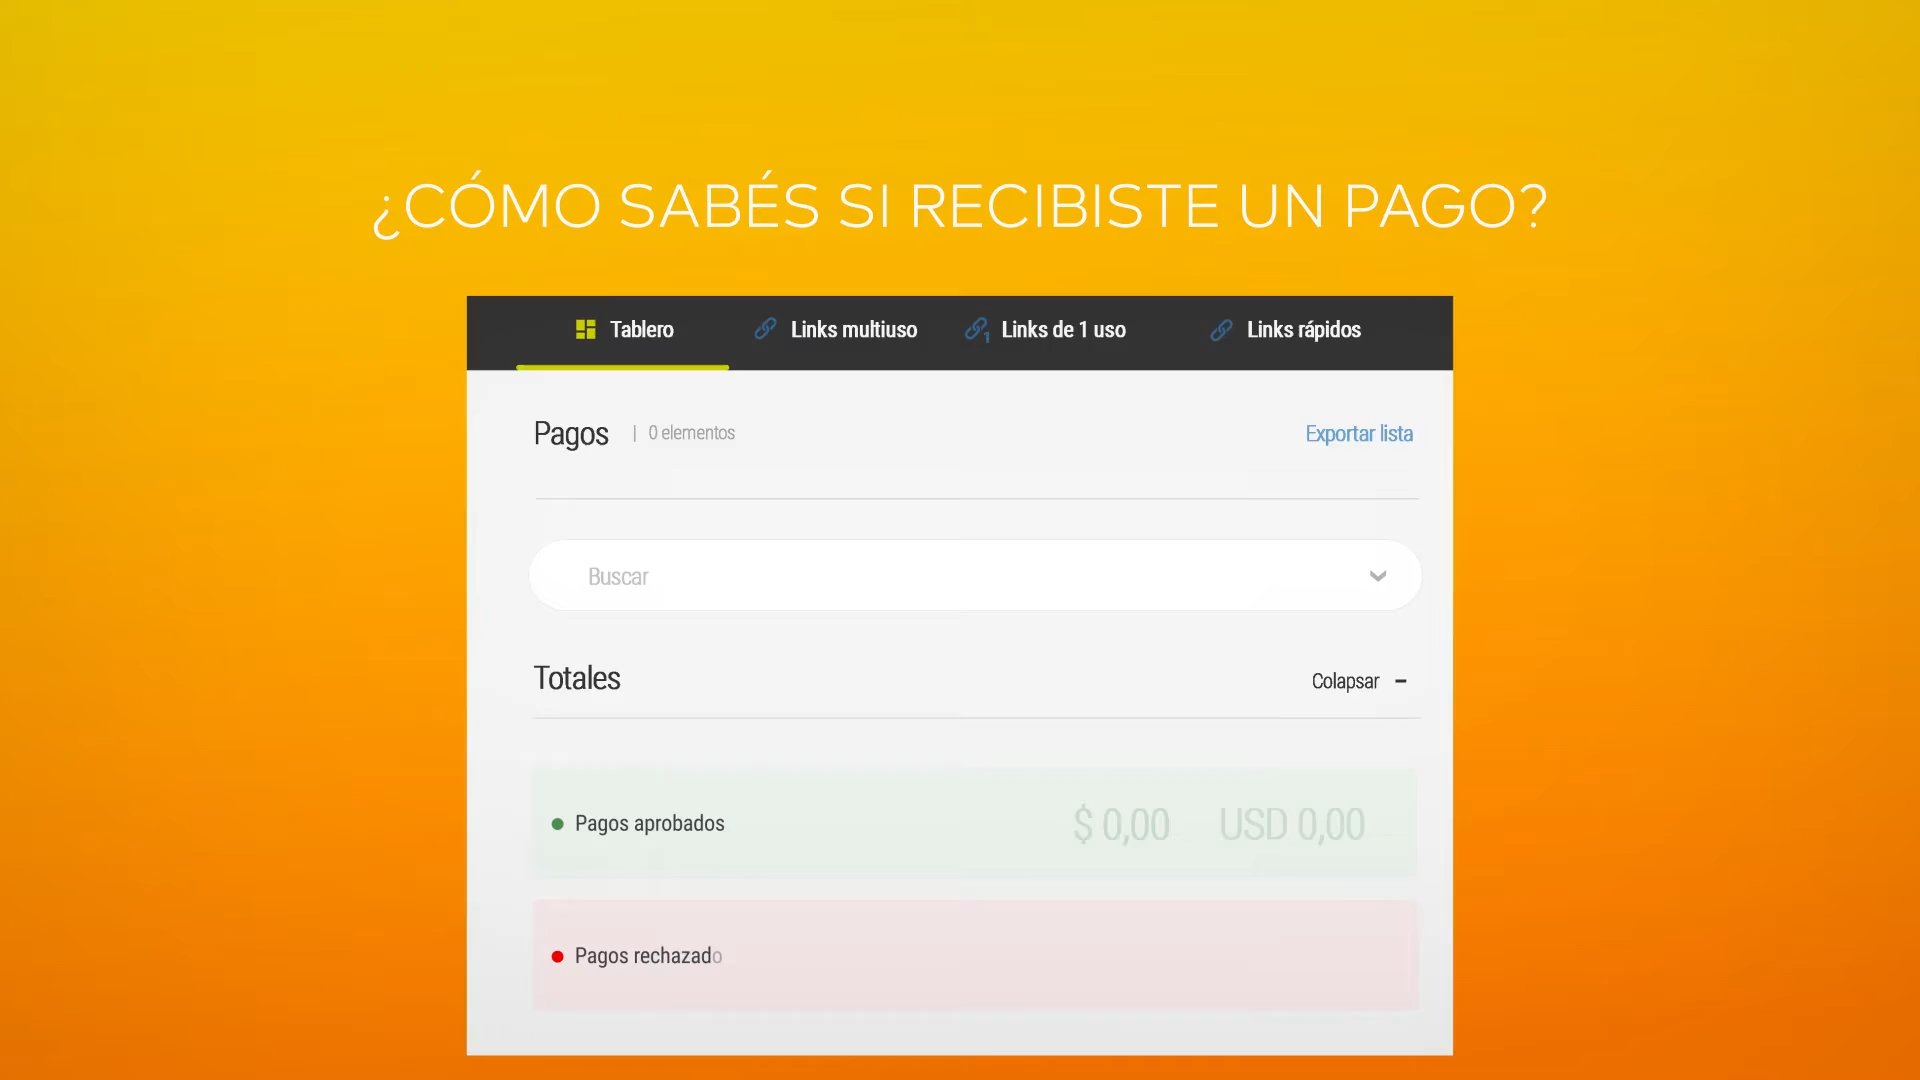 ¿CÓMO SABÉS SI RECIBISTE UN PAGO?
Tablero Links multiuso Links de 1 uso Links rápidos
Pagos | 0 elementos Exportar lista
Buscar
Totales Colapsar –
Pagos aprobados $ 0,00 USD 0,00
Pagos rechazado